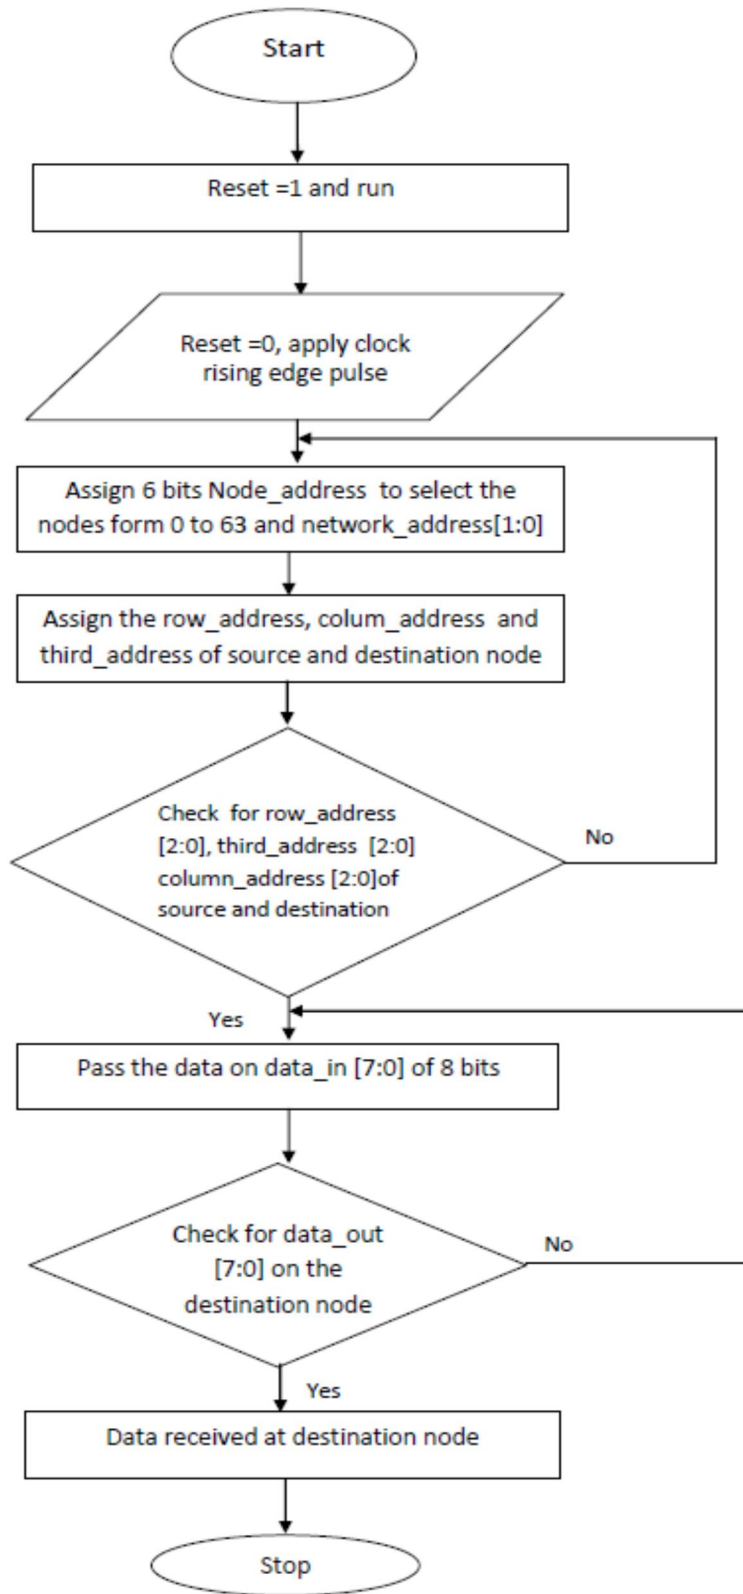 Start
Reset =1 and run
Reset =0, apply clock
rising edge pulse
Assign 6 bits Node_address to select the
nodes form 0 to 63 and network_address[1:0]
Assign the row_address, colum_address and
third_address of source and destination node
Check for row_address
[2:0], third_address [2:0]
column_address [2:0]of
source and destination
No
Yes
Pass the data on data_in [7:0] of 8 bits
Check for data_out
[7:0] on the
destination node
No
Yes
Data received at destination node
Stop